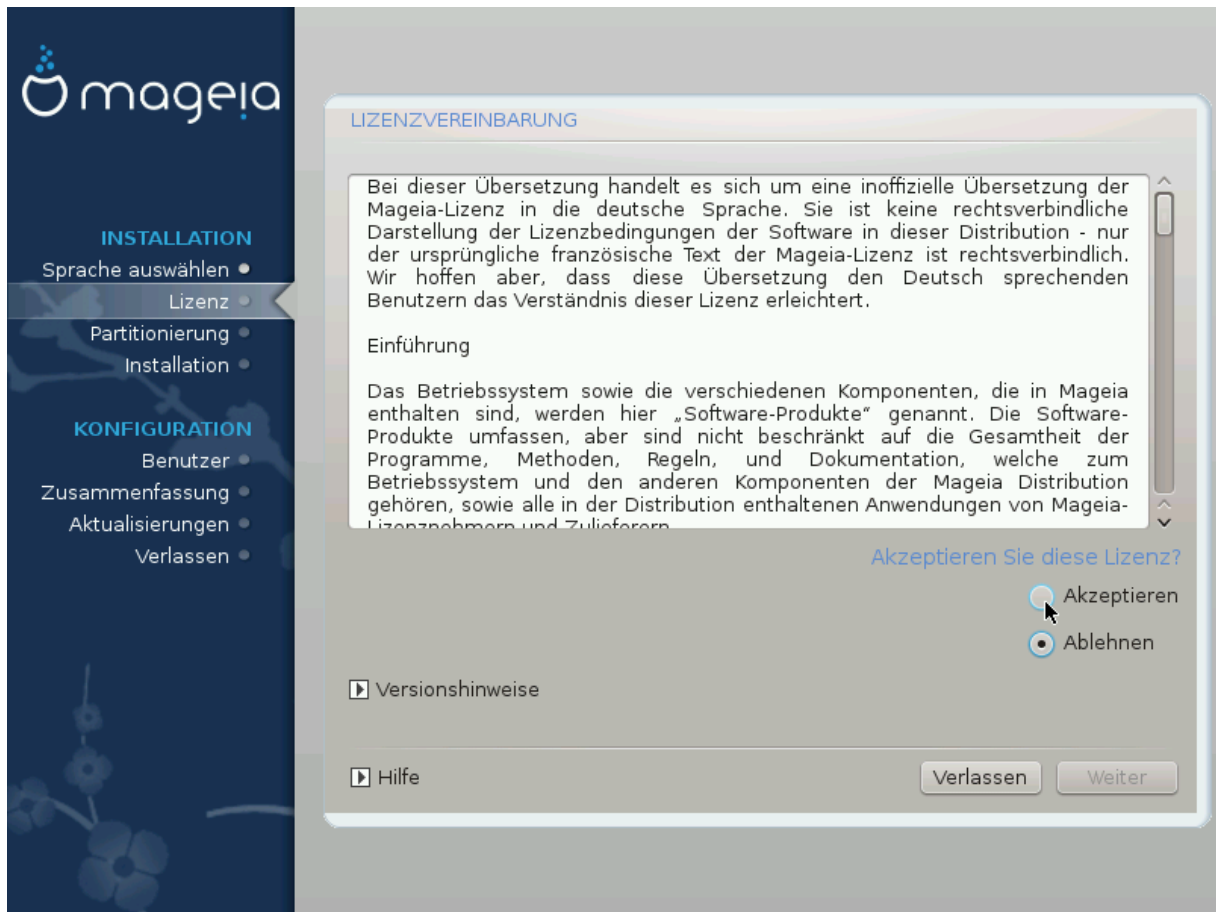 mageia
INSTALLATION
Sprache auswählen
Lizenz
Partitionierung
Installation
KONFIGURATION
Benutzer
Zusammenfassung
Aktualisierungen
Verlassen
LIZENZVEREINBARUNG
Bei dieser Übersetzung handelt es sich um eine inoffizielle Übersetzung der
Mageia-Lizenz in die deutsche Sprache. Sie ist keine rechtsverbindliche
Darstellung der Lizenzbedingungen der Software in dieser Distribution - nur
der ursprüngliche französische Text der Mageia-Lizenz ist rechtsverbindlich.
Wir hoffen aber, dass diese Übersetzung den Deutsch sprechenden
Benutzern das Verständnis dieser Lizenz erleichtert.
Einführung
Das Betriebssystem sowie die verschiedenen Komponenten, die in Mageia
enthalten sind, werden hier „Software-Produkte“ genannt. Die Software-
Produkte umfassen, aber sind nicht beschränkt auf die Gesamtheit der
Programme, Methoden, Regeln, und Dokumentation, welche zum
Betriebssystem und den anderen Komponenten der Mageia Distribution
gehören, sowie alle in der Distribution enthaltenen Anwendungen von Mageia-
Lizenznehmern und Zulieferern.
Akzeptieren Sie diese Lizenz?
Akzeptieren
Ablehnen
Versionshinweise
Hilfe
Verlassen
Weiter